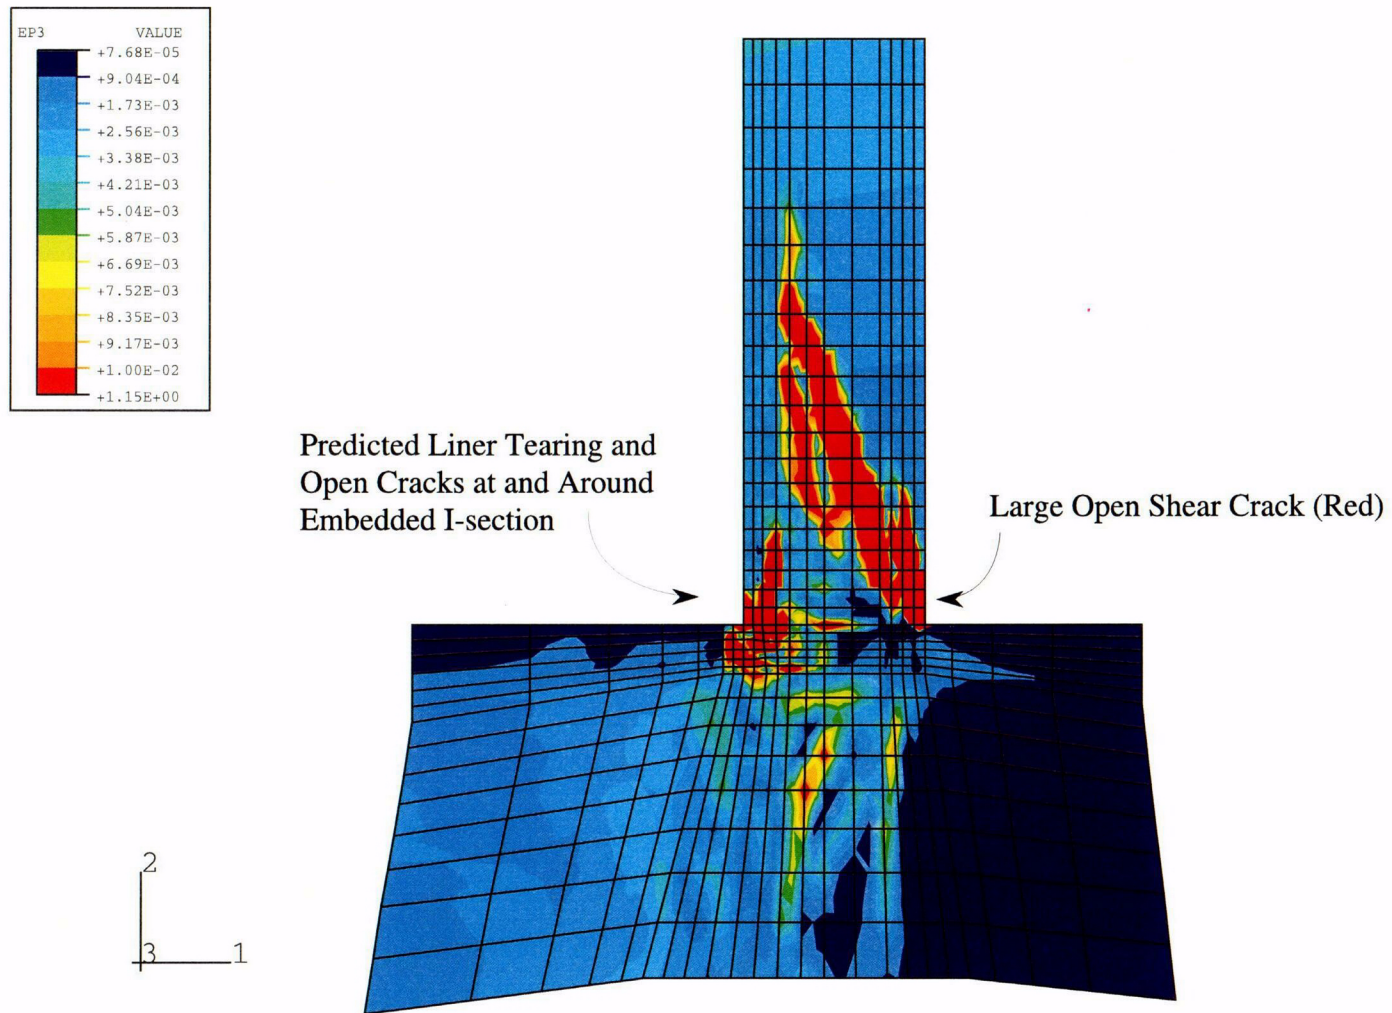 EP3 VALUE
+7.68E-05
+9.04E-04
+1.73E-03
+2.56E-03
+3.38E-03
+4.21E-03
+5.04E-03
+5.87E-03
+6.69E-03
+7.52E-03
+8.35E-03
+9.17E-03
+1.00E-02
+1.15E+00
Predicted Liner Tearing and
Open Cracks at and Around
Embedded I-section
Large Open Shear Crack (Red)
2
3 1